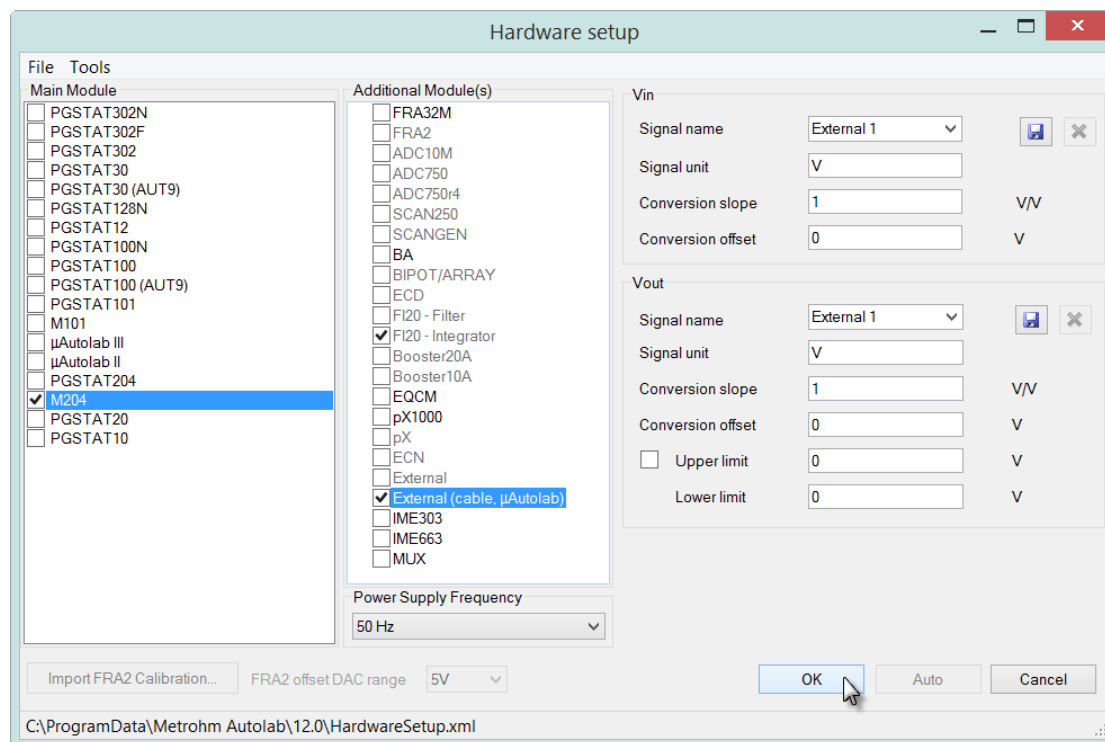 Hardware setup
File Tools
Main Module
PGSTAT302N
PGSTAT302F
PGSTAT302
PGSTAT30
PGSTAT30 (AUT9)
PGSTAT128N
PGSTAT12
PGSTAT100N
PGSTAT100
PGSTAT100 (AUT9)
PGSTAT101
M101
µAutolab III
µAutolab II
PGSTAT204
M204
PGSTAT20
PGSTAT10
Additional Module(s)
FRA32M
FRA2
ADC10M
ADC750
ADC750r4
SCAN250
SCANGEN
BA
BIPOT/ARRAY
ECD
FI20 - Filter
FI20 - Integrator
Booster20A
Booster10A
EQCM
pX1000
pX
ECN
External
External (cable, µAutolab)
IME303
IME663
MUX
Power Supply Frequency
50 Hz
Vin
Signal name External 1
Signal unit V
Conversion slope 1 V/V
Conversion offset 0 V
Vout
Signal name External 1
Signal unit V
Conversion slope 1 V/V
Conversion offset 0 V
Upper limit 0 V
Lower limit 0 V
Import FRA2 Calibration... FRA2 offset DAC range 5V OK Auto Cancel
C:\ProgramData\Metrohm Autolab\12.0\HardwareSetup.xml